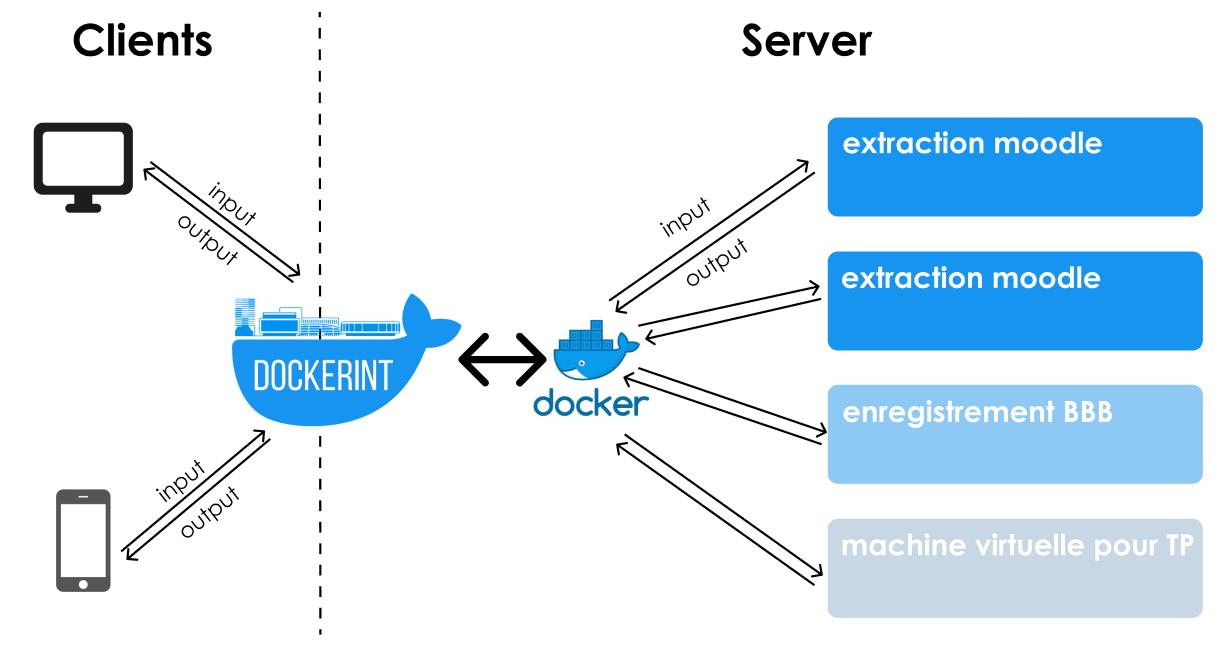 Clients
Server
input
output
DOCKERINT
input
output
docker
input
output
extraction moodle
extraction moodle
enregistrement BBB
machine virtuelle pour TP